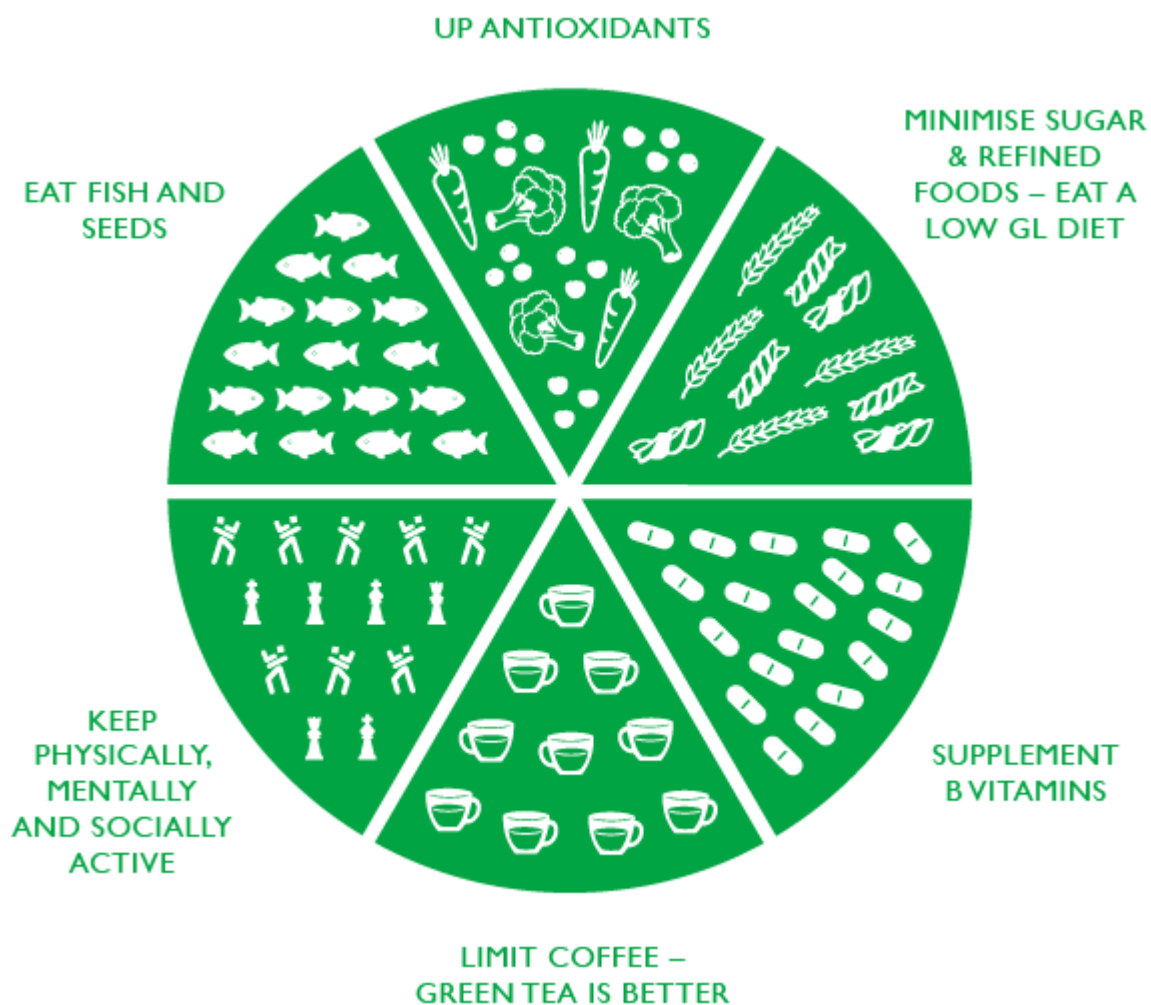 UP ANTIOXIDANTS
MINIMISE SUGAR
& REFINED
FOODS – EAT A
LOW GL DIET
EAT FISH AND
SEEDS
KEEP
PHYSICALLY,
MENTALLY
AND SOCIALLY
ACTIVE
SUPPLEMENT
B VITAMINS
LIMIT COFFEE –
GREEN TEA IS BETTER